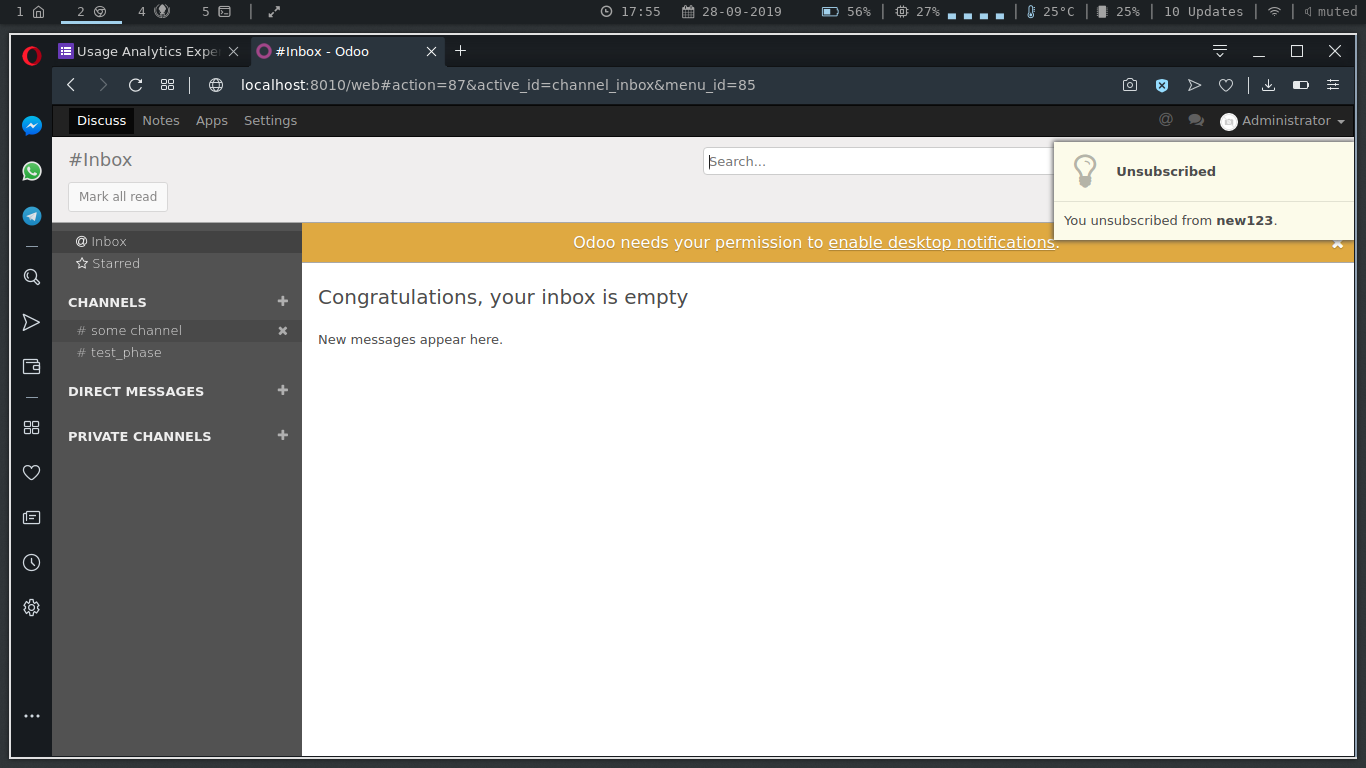 1 2 4 5 17:55 28-09-2019 56% 27% 25°C 25% 10 Updates muted
Usage Analytics Expe #Inbox - Odoo
localhost:8010/web#action=87&active_id=channel_inbox&menu_id=85
Discuss Notes Apps Settings @ Administrator
#Inbox
Search...
Mark all read
Unsubscribed
You unsubscribed from new123.
@ Inbox
Starred
Odoo needs your permission to enable desktop notifications.
CHANNELS +
# some channel
# test_phase
DIRECT MESSAGES +
PRIVATE CHANNELS +
Congratulations, your inbox is empty
New messages appear here.